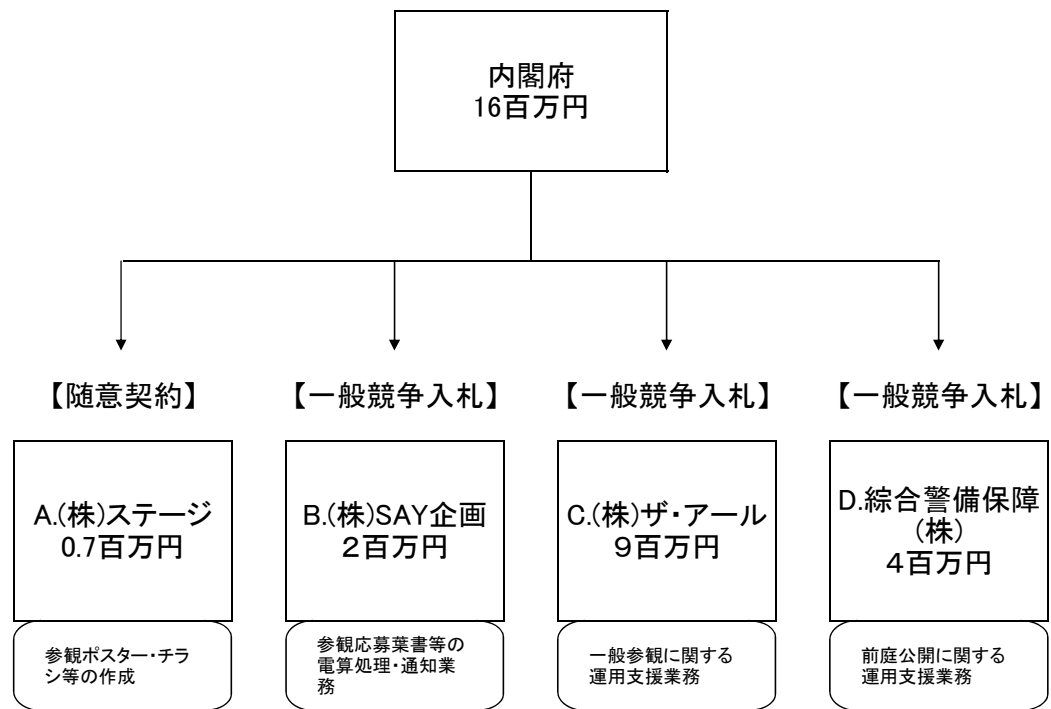 内閣府
16百万円
【随意契約】
【一般競争入札】
【一般競争入札】
【一般競争入札】
A.(株)ステージ
0.7百万円
B.(株)SAY企画
２百万円
C.(株)ザ・アール
９百万円
D.綜合警備保障
(株)
４百万円
参観ポスター・チラ
シ等の作成
参観応募葉書等の
電算処理・通知業
務
一般参観に関する
運用支援業務
前庭公開に関する
運用支援業務